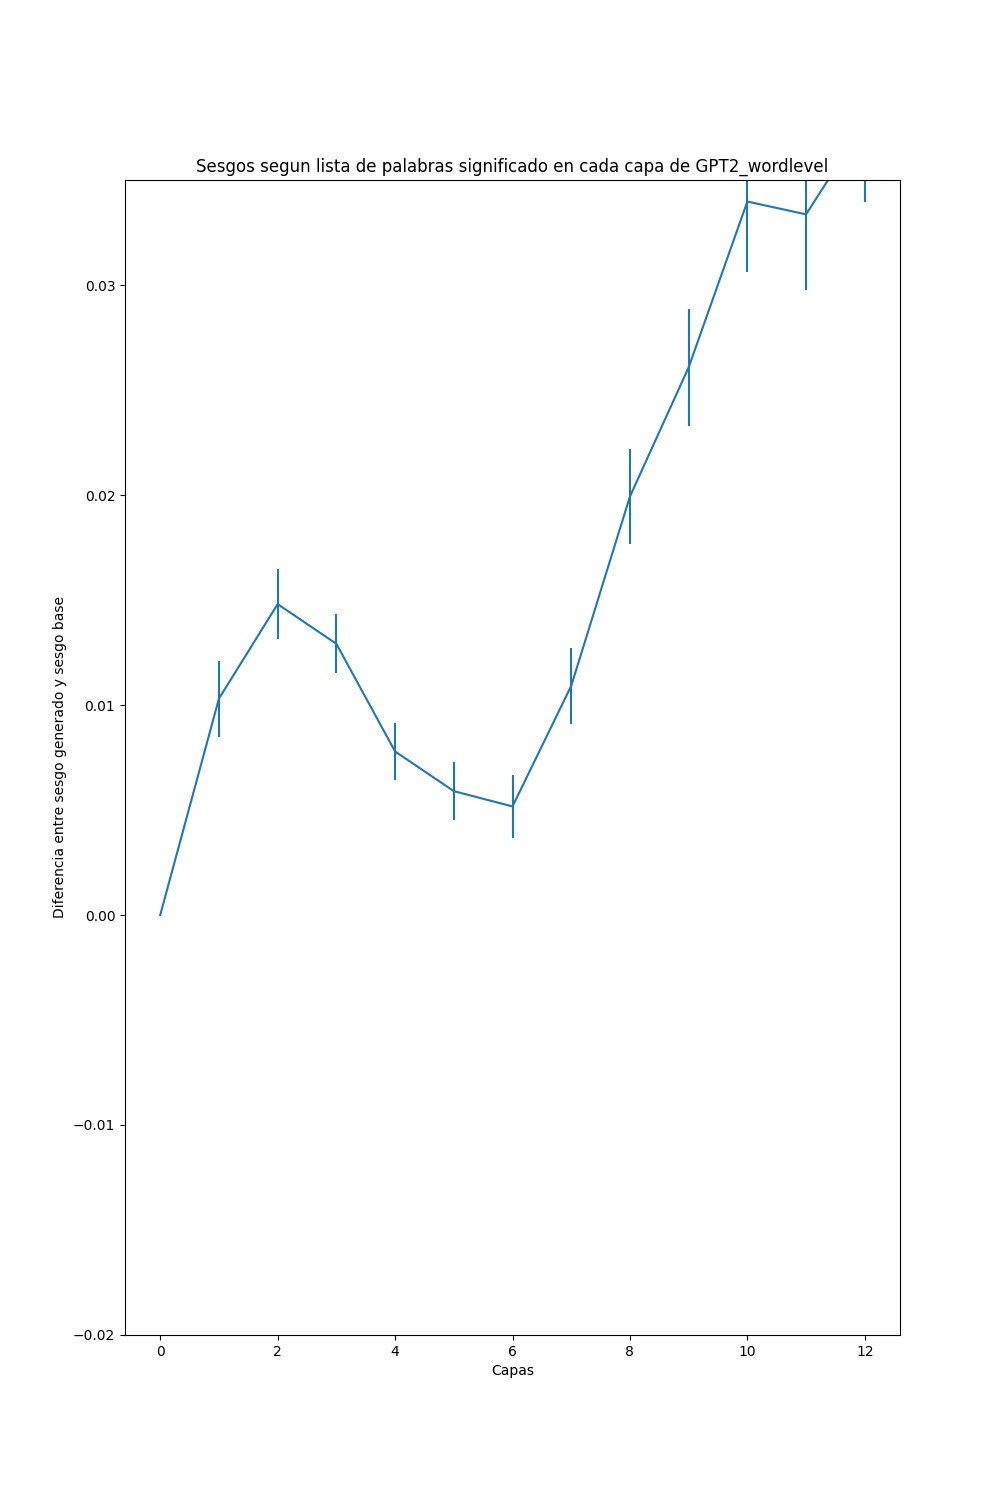 Sesgos segun lista de palabras significado en cada capa de GPT2_wordlevel
0.03
0.02
0.01
0.00
−0.01
−0.02
Diferencia entre sesgo generado y sesgo base
0 2 4 6 8 10 12
Capas